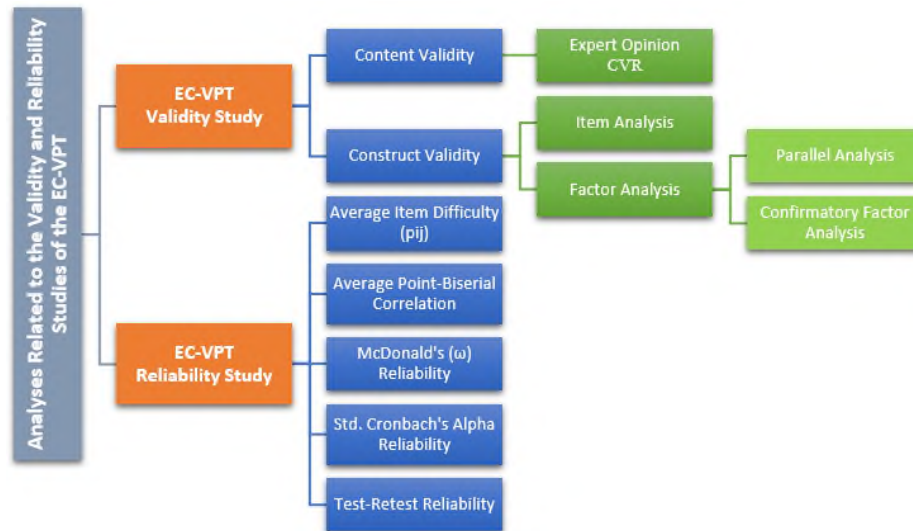 Analyses Related to the Validity and Reliability
Studies of the EC-VPT
EC-VPT
Validity Study
Content Validity
Expert Opinion
CVR
Construct Validity
Item Analysis
Factor Analysis
Parallel Analysis
Confirmatory Factor
Analysis
EC-VPT
Reliability Study
Average Item Difficulty
(pij)
Average Point-Biserial
Correlation
McDonald's (ω)
Reliability
Std. Cronbach's Alpha
Reliability
Test-Retest Reliability